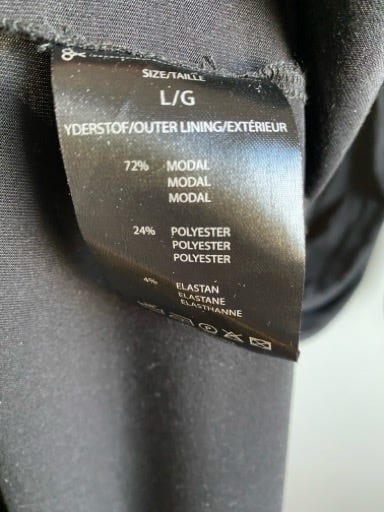 SIZE/TAILLE
L/G
YDERSTOF/OUTER LINING/EXTÉRIEUR
72% MODAL
MODAL
MODAL
24% POLYESTER
POLYESTER
POLYESTER
4% ELASTAN
ELASTANE
ELASTHANNE